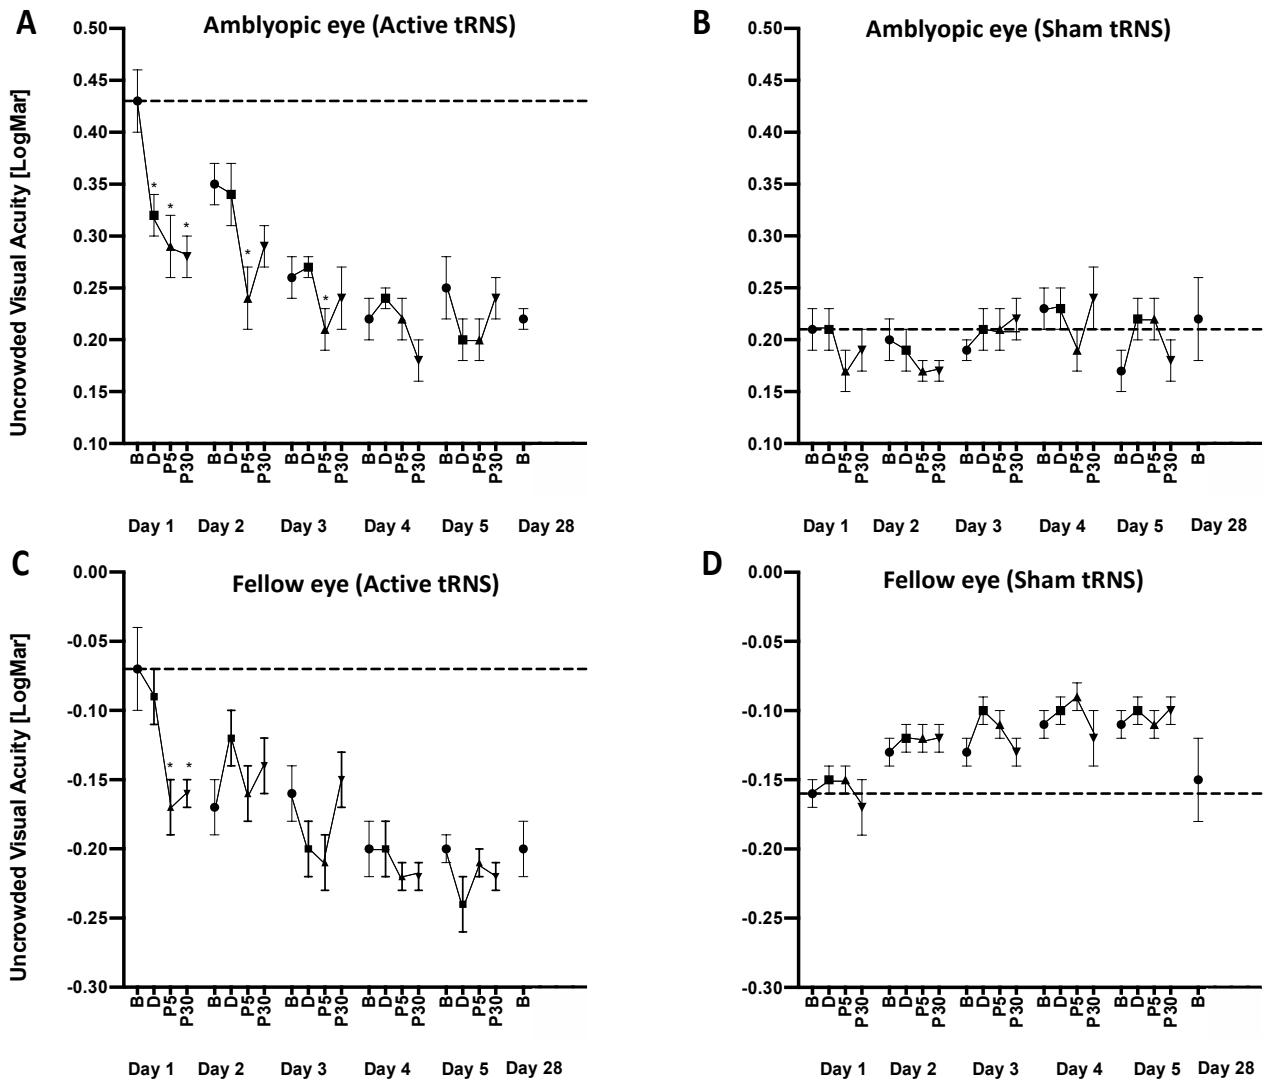 A
Amblyopic eye (Active tRNS)
Uncrowded Visual Acuity [LogMar]
0.50
0.45
0.40
0.35
0.30
0.25
0.20
0.15
0.10
* * * * *
B D P5 P30 B D P5 P30 B D P5 P30 B D P5 P30 B D P5 P30 B
Day 1 Day 2 Day 3 Day 4 Day 5 Day 28
B
Amblyopic eye (Sham tRNS)
0.50
0.45
0.40
0.35
0.30
0.25
0.20
0.15
0.10
B D P5 P30 B D P5 P30 B D P5 P30 B D P5 P30 B D P5 P30 B
Day 1 Day 2 Day 3 Day 4 Day 5 Day 28
C
Fellow eye (Active tRNS)
Uncrowded Visual Acuity [LogMar]
0.00
-0.05
-0.10
-0.15
-0.20
-0.25
-0.30
* *
B D P5 P30 B D P5 P30 B D P5 P30 B D P5 P30 B D P5 P30 B
Day 1 Day 2 Day 3 Day 4 Day 5 Day 28
D
Fellow eye (Sham tRNS)
0.00
-0.05
-0.10
-0.15
-0.20
-0.25
-0.30
B D P5 P30 B D P5 P30 B D P5 P30 B D P5 P30 B D P5 P30 B
Day 1 Day 2 Day 3 Day 4 Day 5 Day 28